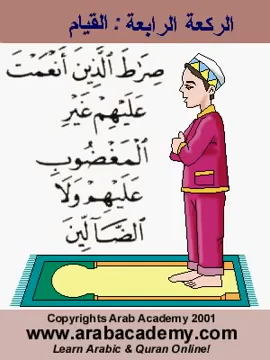 الركعة الرابعة : القيام
صِرَٰطَ ٱلَّذِينَ أَنْعَمْتَ
عَلَيْهِمْ غَيْرِ
ٱلْمَغْضُوبِ
عَلَيْهِمْ وَلَا
ٱلضَّآلِّينَ
Copyrights Arab Academy 2001
www.arabacademy.com
Learn Arabic & Quran Online!